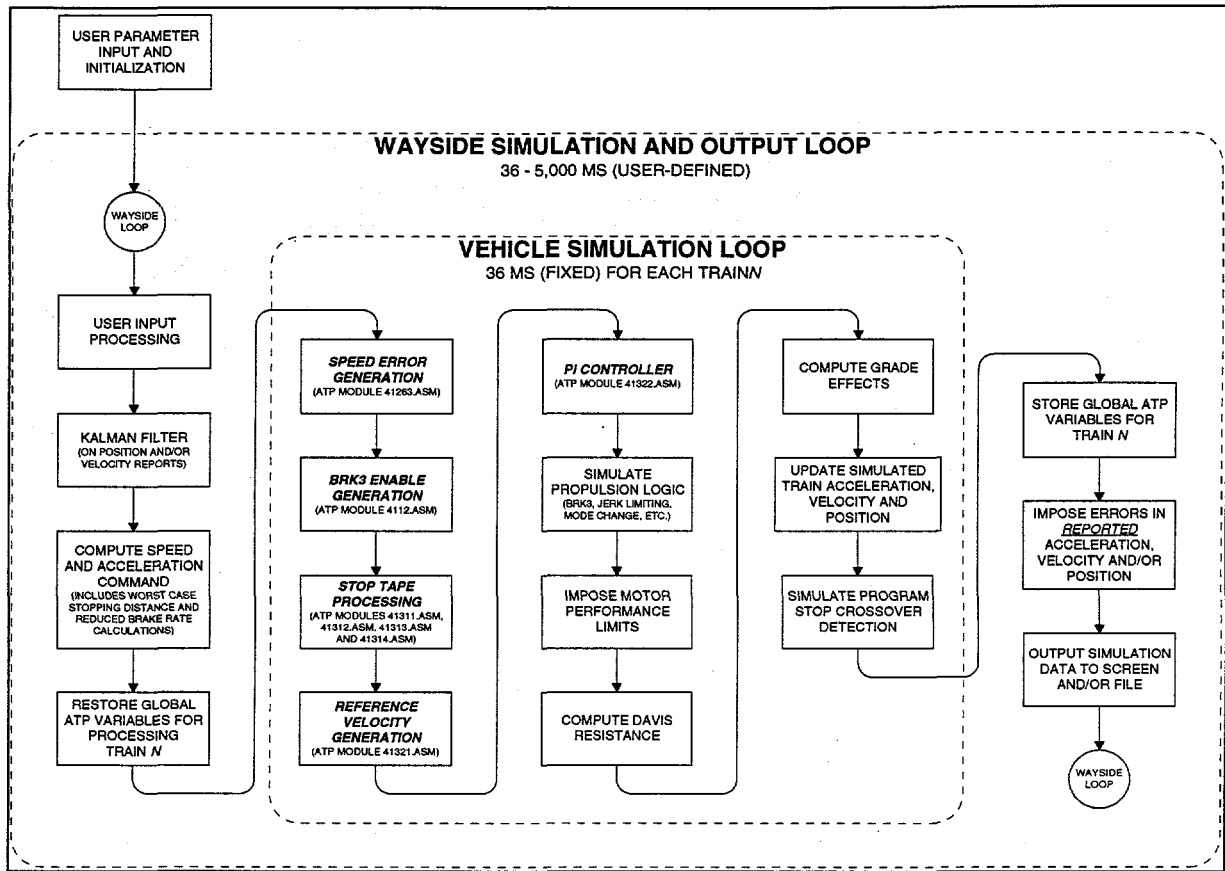 USER PARAMETER
INPUT AND
INITIALIZATION
WAYSIDE SIMULATION AND OUTPUT LOOP
36 - 5,000 MS (USER-DEFINED)
WAYSIDE
LOOP
USER INPUT
PROCESSING
KALMAN FILTER
(ON POSITION AND/OR
VELOCITY REPORTS)
COMPUTE SPEED
AND ACCELERATION
COMMAND
(INCLUDES WORST CASE
STOPPING DISTANCE AND
REDUCED BRAKE RATE
CALCULATIONS)
RESTORE GLOBAL
ATP VARIABLES FOR
PROCESSING
TRAIN N
VEHICLE SIMULATION LOOP
36 MS (FIXED) FOR EACH TRAINN
SPEED ERROR
GENERATION
(ATP MODULE 41263.ASM)
BRK3 ENABLE
GENERATION
(ATP MODULE 4112.ASM)
STOP TAPE
PROCESSING
(ATP MODULES 41311.ASM,
41312.ASM, 41313.ASM
AND 41314.ASM)
REFERENCE
VELOCITY
GENERATION
(ATP MODULE 41321.ASM)
PI CONTROLLER
(ATP MODULE 41322.ASM)
SIMULATE
PROPULSION LOGIC
(BRK3, JERK LIMITING,
MODE CHANGE, ETC.)
IMPOSE MOTOR
PERFORMANCE
LIMITS
COMPUTE DAVIS
RESISTANCE
COMPUTE GRADE
EFFECTS
UPDATE SIMULATED
TRAIN ACCELERATION,
VELOCITY AND
POSITION
SIMULATE PROGRAM
STOP CROSSOVER
DETECTION
STORE GLOBAL ATP
VARIABLES FOR
TRAIN N
IMPOSE ERRORS IN
REPORTED
ACCELERATION,
VELOCITY AND/OR
POSITION
OUTPUT SIMULATION
DATA TO SCREEN
AND/OR FILE
WAYSIDE
LOOP